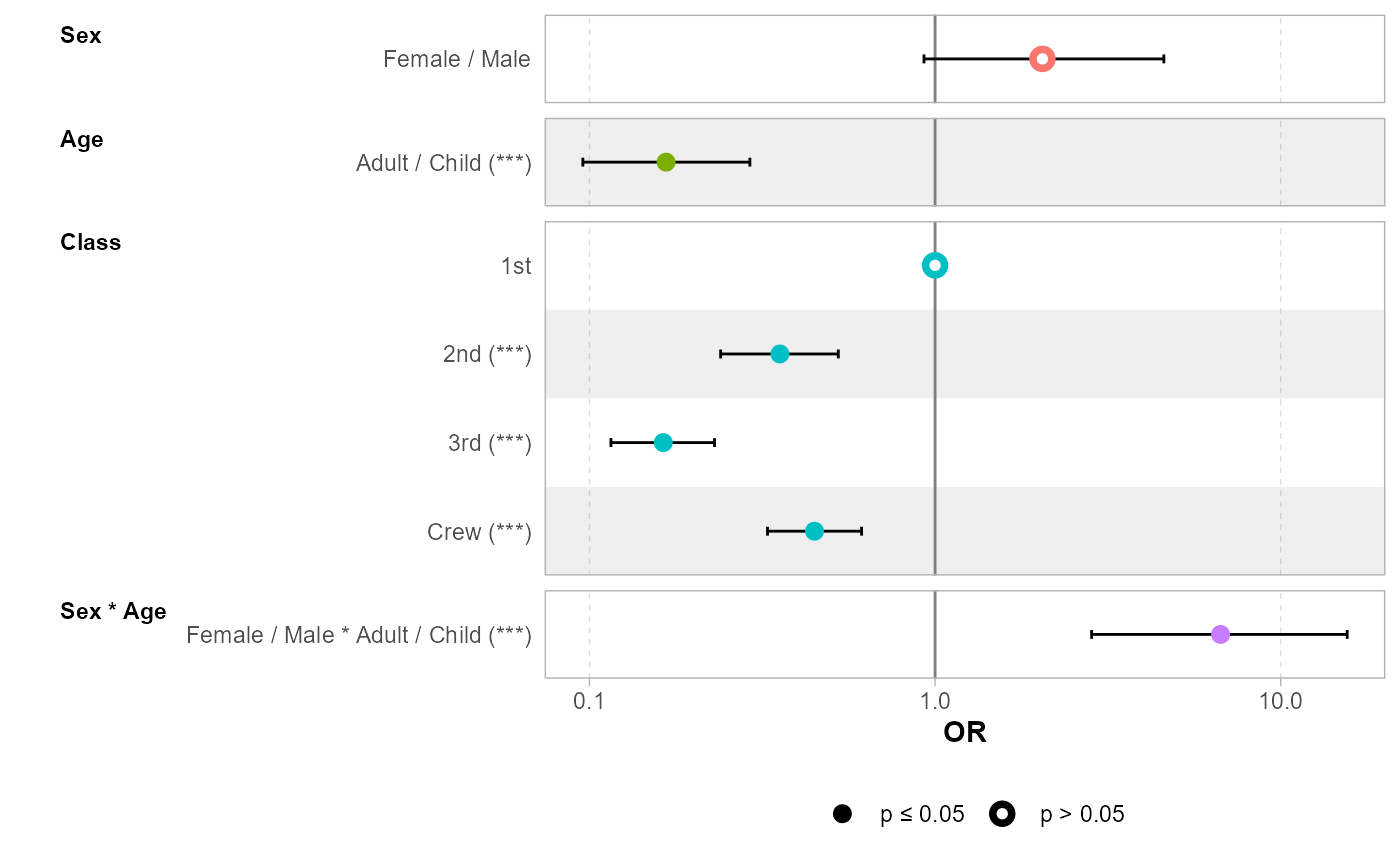 Sex
Female / Male
Age
Adult / Child (***)
Class
1st
2nd (***)
3rd (***)
Crew (***)
Sex * Age
Female / Male * Adult / Child (***)
0.1 1.0 10.0
OR
p ≤ 0.05 p > 0.05